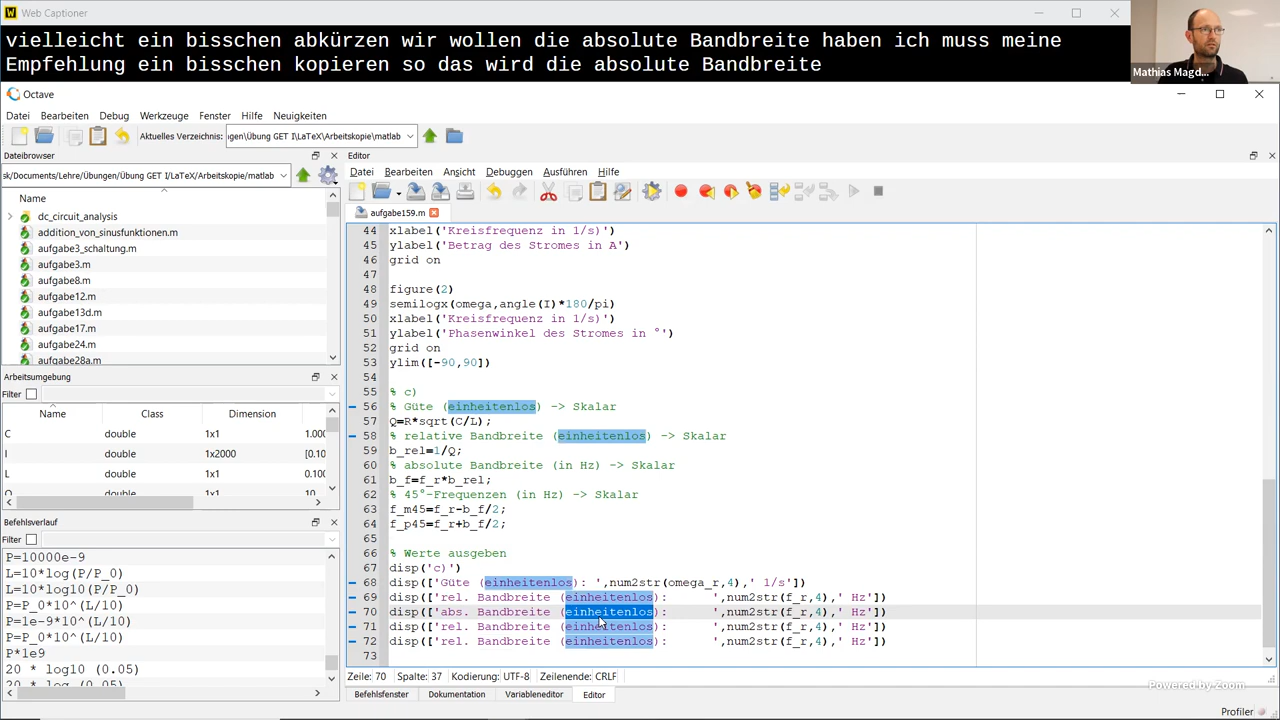 Web Captioner
vielleicht ein bisschen abkürzen wir wollen die absolute Bandbreite haben ich muss meine
Empfehlung ein bisschen kopieren so das wird die absolute Bandbreite
Mathias Magd...
Octave
Datei Bearbeiten Debug Werkzeuge Fenster Hilfe Neuigkeiten
Aktuelles Verzeichnis: ıgen\Übung GET I\LaTeX\Arbeitskopie\matlab
Dateibrowser
sk/Documents/Lehre/Übungen/Übung GET I/LaTeX/Arbeitskopie/matlab
Name
dc_circuit_analysis
addition_von_sinusfunktionen.m
aufgabe3_schaltung.m
aufgabe3.m
aufgabe8.m
aufgabe12.m
aufgabe13d.m
aufgabe17.m
aufgabe24.m
aufgabe28a.m
Arbeitsumgebung
Filter
Name Class Dimension
C double 1x1 1.000
I double 1x2000 [0.10
L double 1x1 0.100
Q double 1x1 10
Befehlsverlauf
Filter
P=10000e-9
L=10*log(P/P_0)
L=10*log10(P/P_0)
P=P_0*10^(L/10)
P=1e-9*10^(L/10)
P=P_0*10^(L/10)
P*1e9
20 * log10 (0.05)
20 * log (0.05)
Editor
Datei Bearbeiten Ansicht Debuggen Ausführen Hilfe
aufgabe159.m
44 xlabel('Kreisfrequenz in 1/s)')
45 ylabel('Betrag des Stromes in A')
46 grid on
47
48 figure(2)
49 semilogx(omega,angle(I)*180/pi)
50 xlabel('Kreisfrequenz in 1/s)')
51 ylabel('Phasenwinkel des Stromes in °')
52 grid on
53 ylim([-90,90])
54
55 % c)
56 % Güte (einheitenlos) -> Skalar
57 Q=R*sqrt(C/L);
58 % relative Bandbreite (einheitenlos) -> Skalar
59 b_rel=1/Q;
60 % absolute Bandbreite (in Hz) -> Skalar
61 b_f=f_r*b_rel;
62 % 45°-Frequenzen (in Hz) -> Skalar
63 f_m45=f_r-b_f/2;
64 f_p45=f_r+b_f/2;
65
66 % Werte ausgeben
67 disp('c)')
68 disp(['Güte (einheitenlos): ',num2str(omega_r,4),' 1/s'])
69 disp(['rel. Bandbreite (einheitenlos): ',num2str(f_r,4),' Hz'])
70 disp(['abs. Bandbreite (einheitenlos): ',num2str(f_r,4),' Hz'])
71 disp(['rel. Bandbreite (einheitenlos): ',num2str(f_r,4),' Hz'])
72 disp(['rel. Bandbreite (einheitenlos): ',num2str(f_r,4),' Hz'])
73
Zeile: 70 Spalte: 37 Kodierung: UTF-8 Zeilenende: CRLF
Befehlsfenster Dokumentation Variableneditor Editor
Powered by Zoom
Profiler